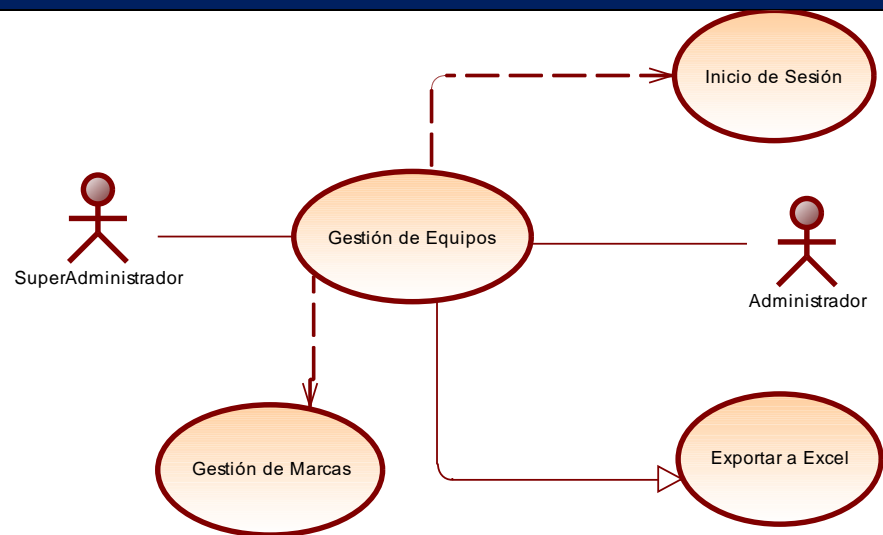 Inicio de Sesión
Gestión de Equipos
SuperAdministrador
Administrador
Gestión de Marcas
Exportar a Excel